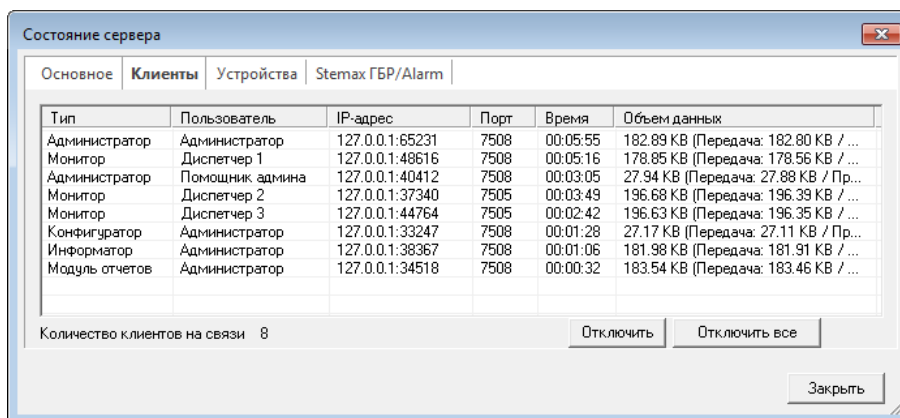 Состояние сервера
Основное Клиенты Устройства Stemax ГБР/Alarm
Тип Пользователь IP-адрес Порт Время Объем данных
Администратор Администратор 127.0.0.1:65231 7508 00:05:55 182.89 KB (Передача: 182.80 KB / ...
Монитор Диспетчер 1 127.0.0.1:48616 7508 00:05:16 178.85 KB (Передача: 178.56 KB / ...
Администратор Помощник админа 127.0.0.1:40412 7508 00:03:05 27.94 KB (Передача: 27.88 KB / Пр...
Монитор Диспетчер 2 127.0.0.1:37340 7505 00:03:49 196.68 KB (Передача: 196.39 KB / ...
Монитор Диспетчер 3 127.0.0.1:44764 7505 00:02:42 196.63 KB (Передача: 196.35 KB / ...
Конфигуратор Администратор 127.0.0.1:33247 7508 00:01:28 27.17 KB (Передача: 27.11 KB / Пр...
Информатор Администратор 127.0.0.1:38367 7508 00:01:06 181.98 KB (Передача: 181.91 KB / ...
Модуль отчетов Администратор 127.0.0.1:34518 7508 00:00:32 183.54 KB (Передача: 183.46 KB / ...
Количество клиентов на связи 8 Отключить Отключить все
Закрыть